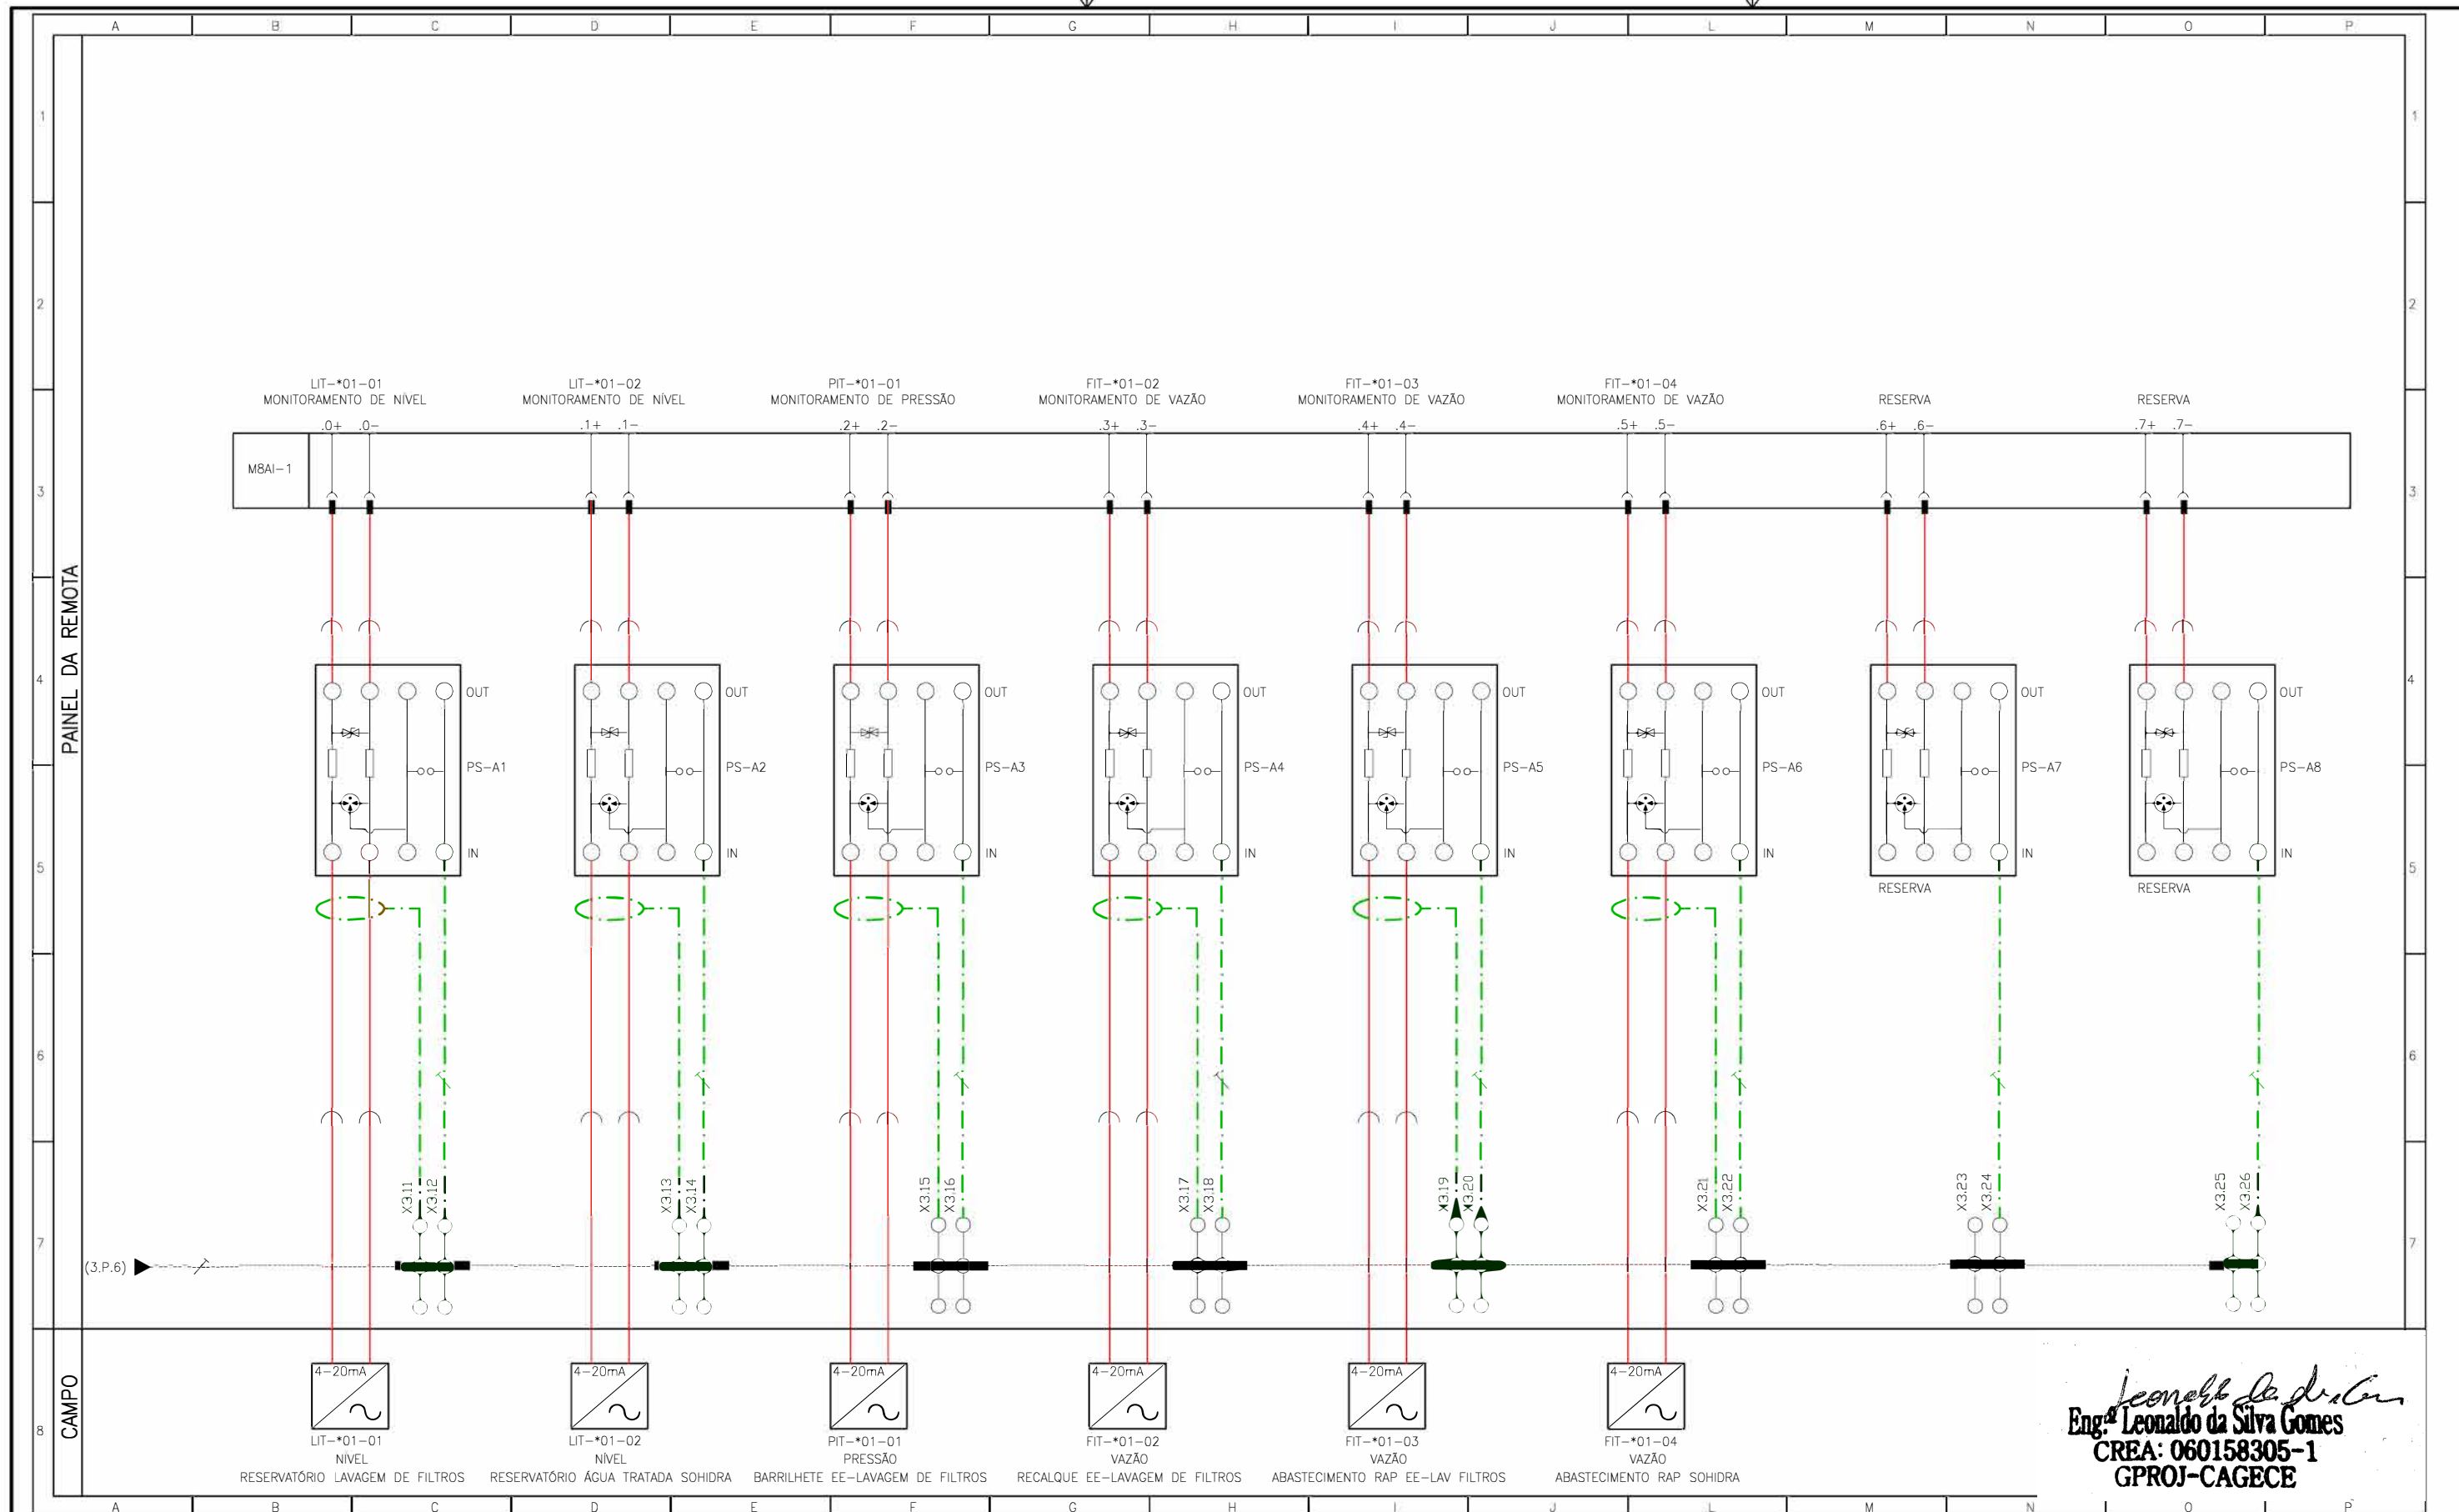 A B C D E F G H I J L M N O P
1 1
2 2
LIT-*01-01 LIT-*01-02 PIT-*01-01 FIT-*01-02 FIT-*01-03 FIT-*01-04
MONITORAMENTO DE NÍVEL MONITORAMENTO DE NÍVEL MONITORAMENTO DE PRESSÃO MONITORAMENTO DE VAZÃO MONITORAMENTO DE VAZÃO MONITORAMENTO DE VAZÃO RESERVA RESERVA
.0+ .0- .1+ .1- .2+ .2- .3+ .3- .4+ .4- .5+ .5- .6+ .6- .7+ .7-
M8AI-1
3 3
PAINEL DA REMOTA
4 4
OUT OUT OUT OUT OUT OUT OUT OUT
PS-A1 PS-A2 PS-A3 PS-A4 PS-A5 PS-A6 PS-A7 PS-A8
IN IN IN IN IN IN IN IN
5 5
RESERVA RESERVA
6 6
X3.11 X3.12 X3.13 X3.14 X3.15 X3.16 X3.17 X3.18 X3.19 X3.20 X3.21 X3.22 X3.23 X3.24 X3.25 X3.26
7 7
(3.P.6)
CAMPO
4-20mA 4-20mA 4-20mA 4-20mA 4-20mA 4-20mA
8
LIT-*01-01 LIT-*01-02 PIT-*01-01 FIT-*01-02 FIT-*01-03 FIT-*01-04
NÍVEL NÍVEL PRESSÃO VAZÃO VAZÃO VAZÃO
RESERVATÓRIO LAVAGEM DE FILTROS RESERVATÓRIO ÁGUA TRATADA SOHIDRA BARRILHETE EE-LAVAGEM DE FILTROS RECALQUE EE-LAVAGEM DE FILTROS ABASTECIMENTO RAP EE-LAV FILTROS ABASTECIMENTO RAP SOHIDRA
Eng.º Leonaldo da Silva Gomes
CREA: 060158305-1
GPROJ-CAGECE
A B C D E F G H I J L M N O P